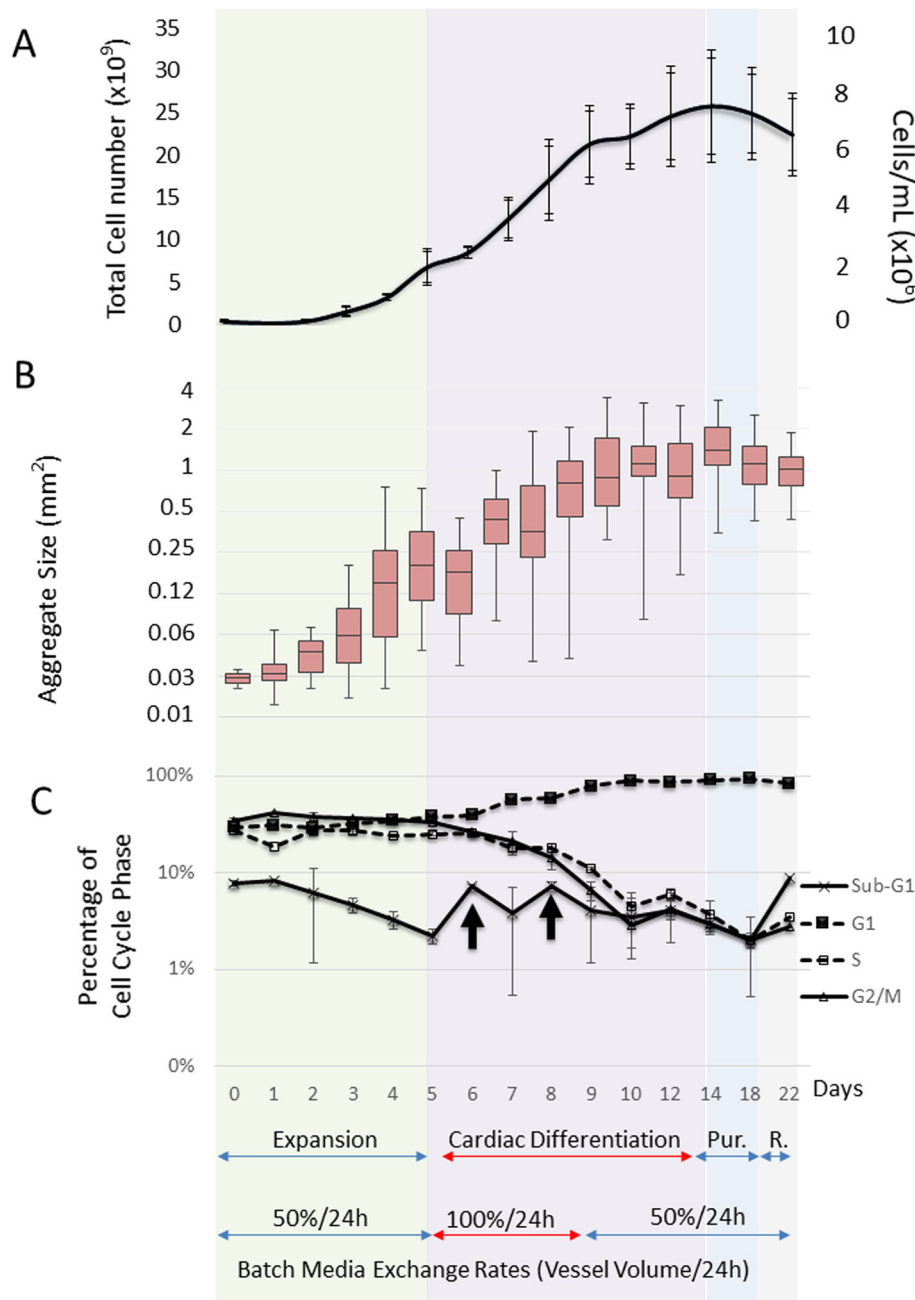 A
Total Cell number (x10⁹)
35
30
25
20
15
10
5
0
10
8
6
4
2
0
Cells/mL (x10⁶)
B
Aggregate Size (mm²)
4
2
1
0.5
0.25
0.12
0.06
0.03
0.01
C
Percentage of
Cell Cycle Phase
100%
10%
1%
0%
Sub-G1
G1
S
G2/M
0 1 2 3 4 5 6 7 8 9 10 12 14 18 22 Days
Expansion Cardiac Differentiation Pur. R.
50%/24h 100%/24h 50%/24h
Batch Media Exchange Rates (Vessel Volume/24h)